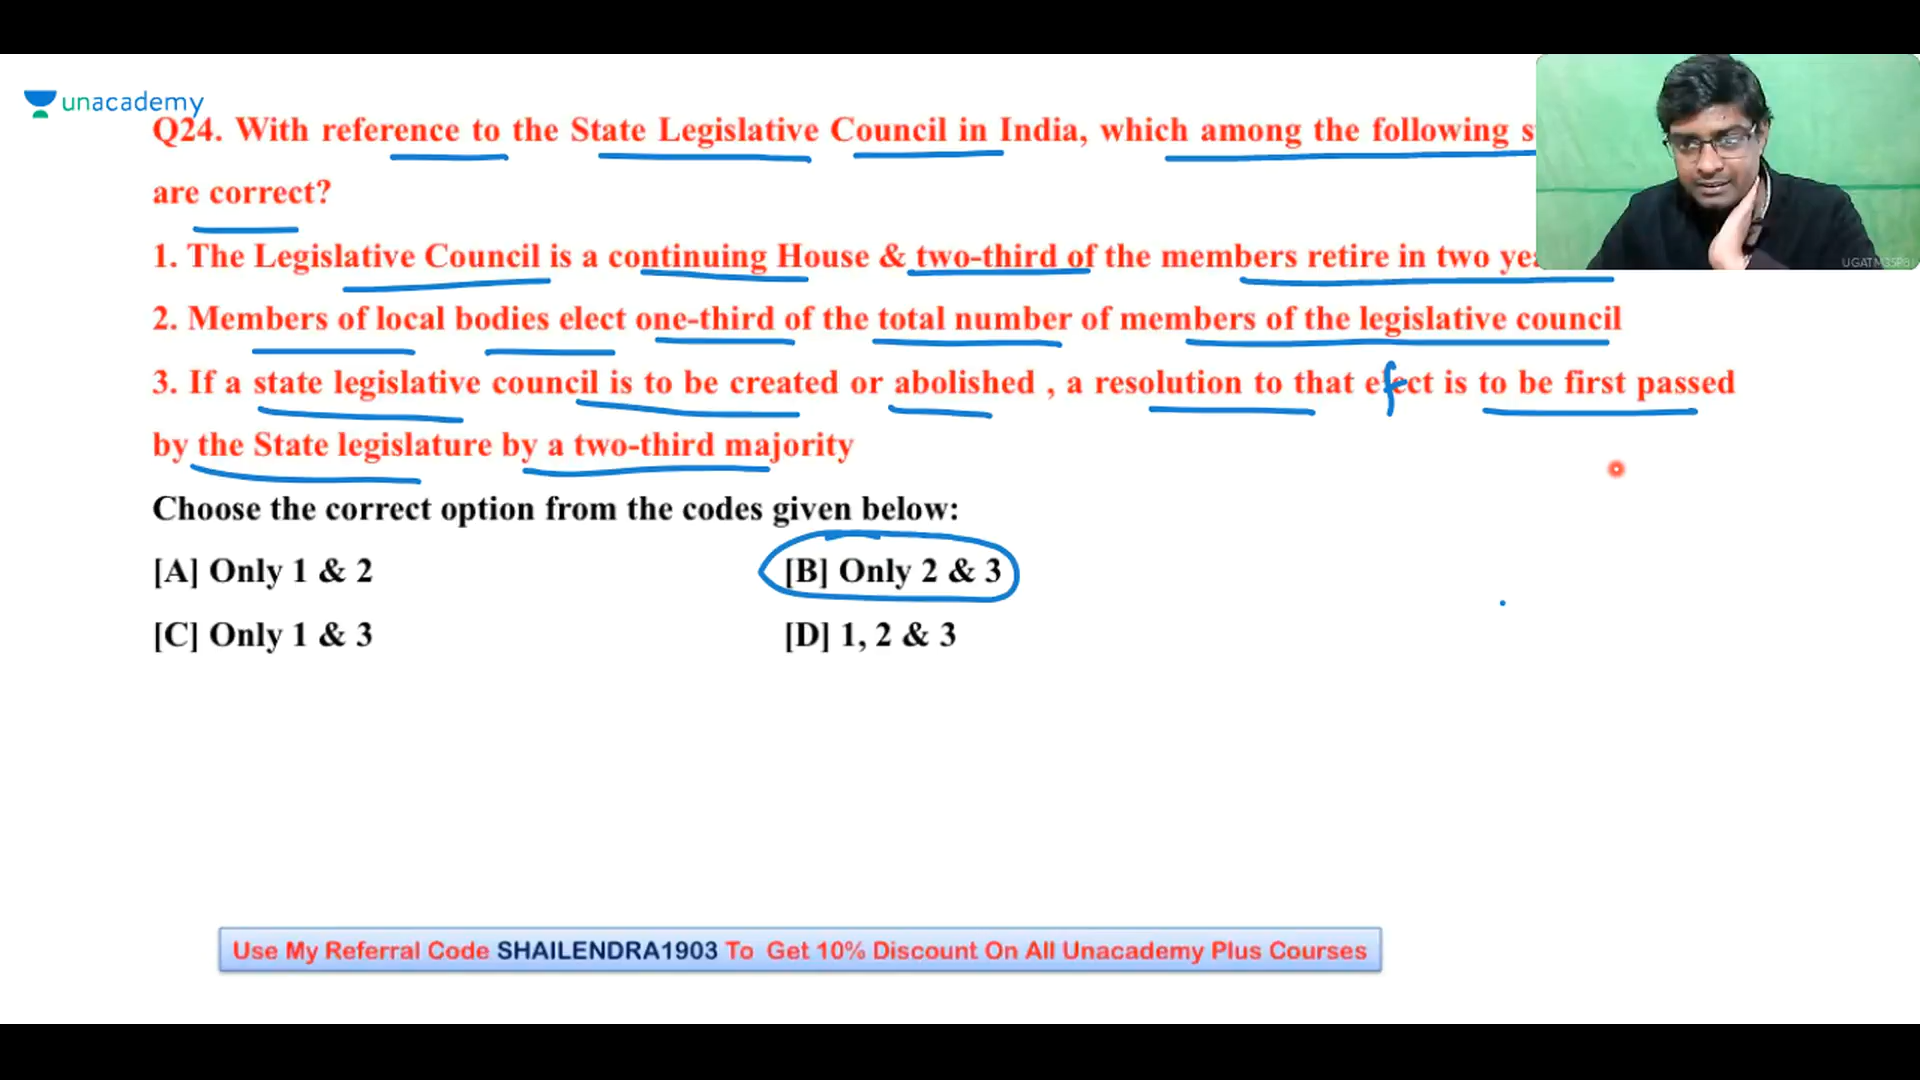 unacademy
Q24. With reference to the State Legislative Council in India, which among the following
are correct?
1. The Legislative Council is a continuing House & two-third of the members retire in two
2. Members of local bodies elect one-third of the total number of members of the legislative council
3. If a state legislative council is to be created or abolished , a resolution to that efect is to be first passed
by the State legislature by a two-third majority
Choose the correct option from the codes given below:
[A] Only 1 & 2 [B] Only 2 & 3
[C] Only 1 & 3 [D] 1, 2 & 3
Use My Referral Code SHAILENDRA1903 To Get 10% Discount On All Unacademy Plus Courses